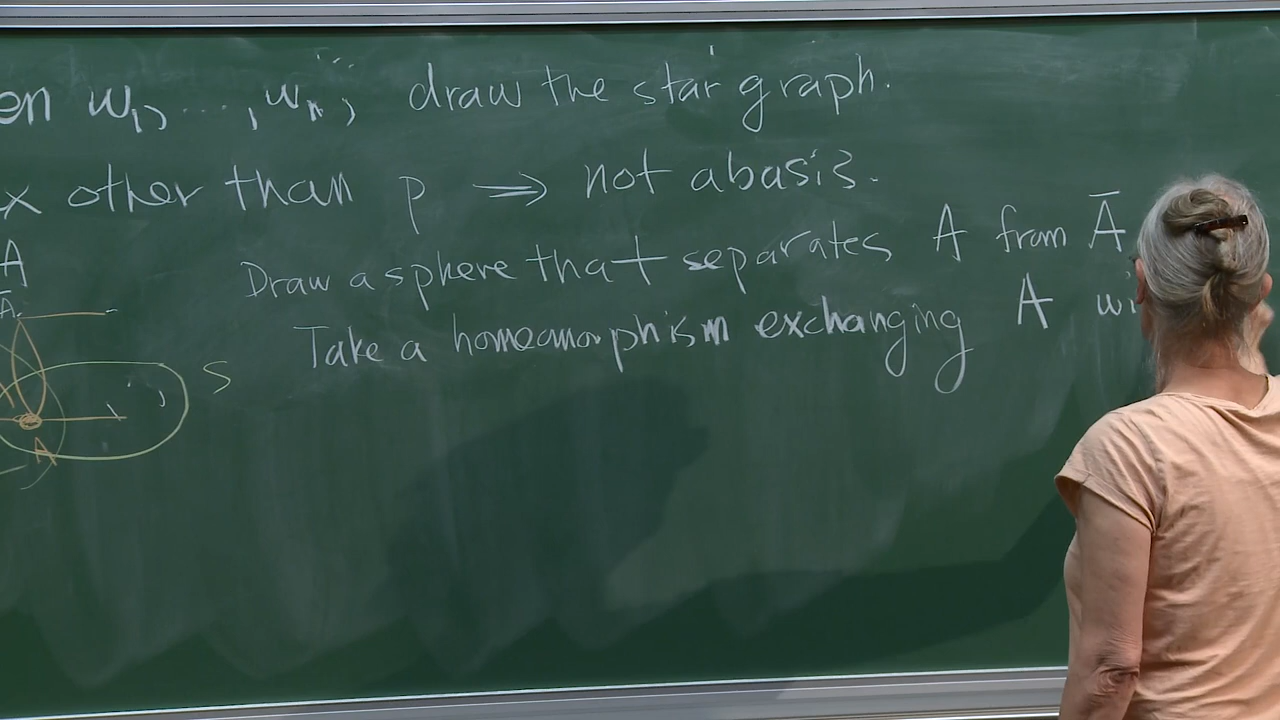 en w₁, ..., wₙ, draw the star graph.
x other than p ⟹ not a basis.
A
Draw a sphere that separates A from Ā
Ā
Take a homeomorphism exchanging A wi
S
A